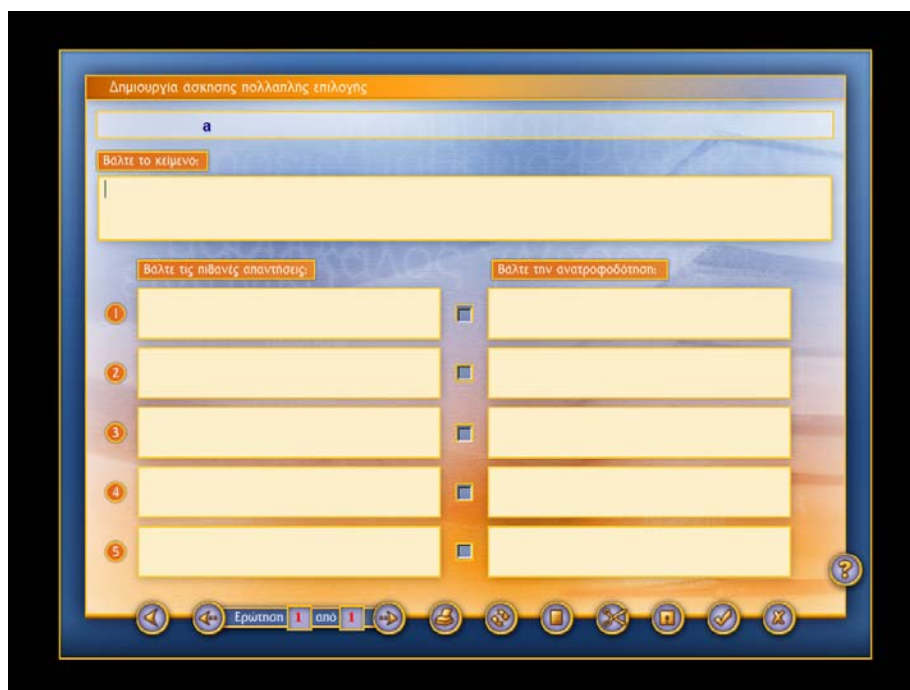 Δημιουργία άσκησης πολλαπλής επιλογής
a
Βάλτε το κείμενο:
Βάλτε τις πιθανές απαντήσεις: Βάλτε την ανατροφοδότηση:
1
2
3
4
5
?
Ερώτηση 1 από 1